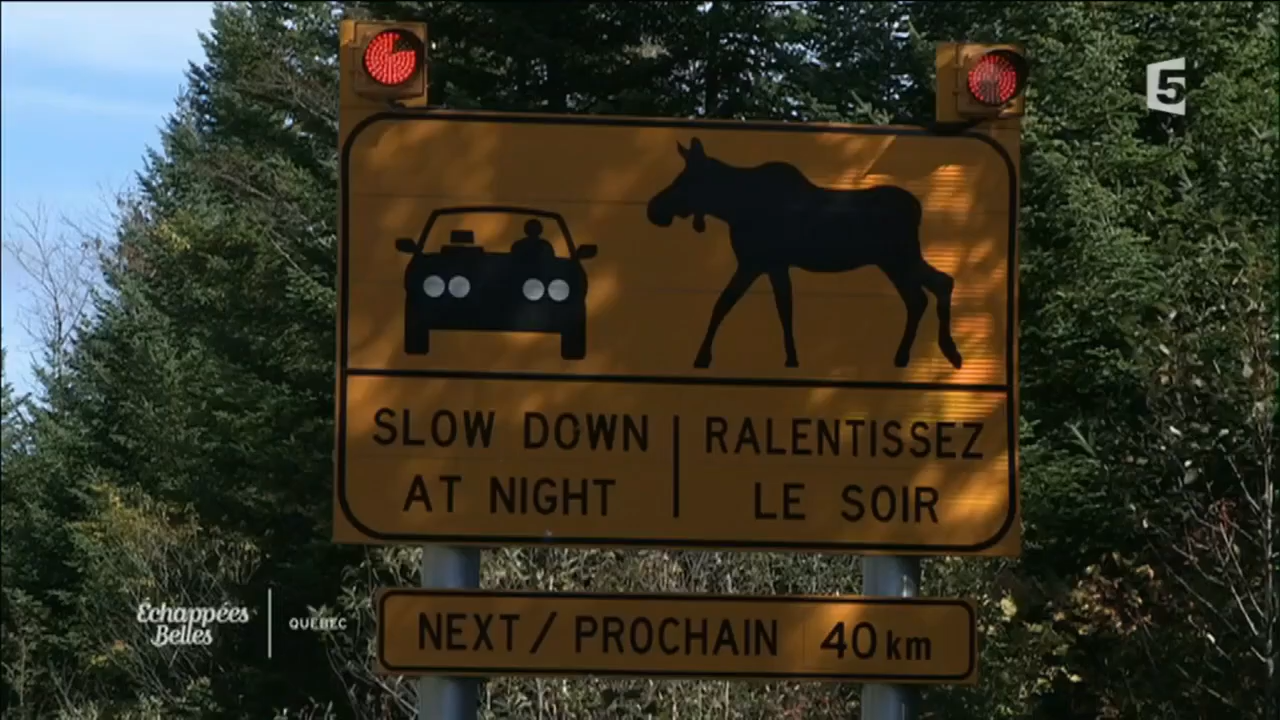 5
SLOW DOWN
AT NIGHT
RALENTISSEZ
LE SOIR
NEXT / PROCHAIN 40 km
Échappées
Belles
QUÉBEC